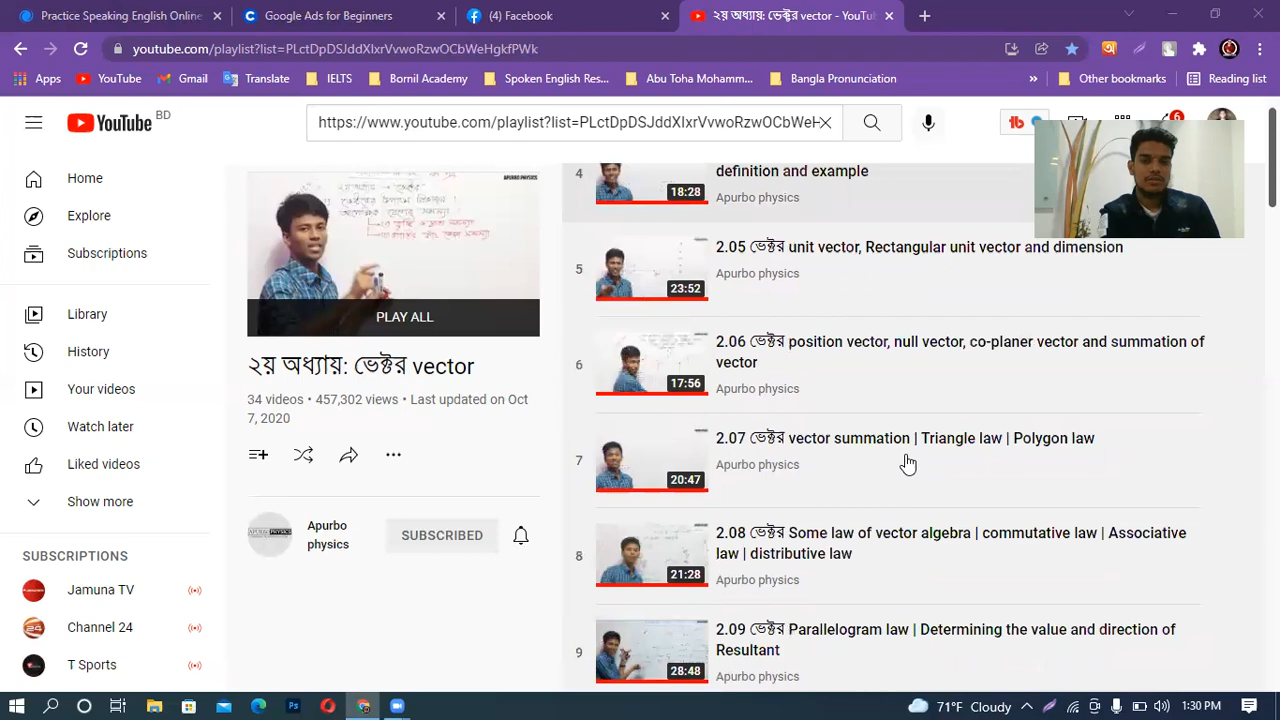 Practice Speaking English Online
Google Ads for Beginners
(4) Facebook
২য় অধ্যায়: ভেক্টর vector - YouTu
youtube.com/playlist?list=PLctDpDSJddXIxrVvwoRzwOCbWeHgkfPWk
Apps
YouTube
Gmail
Translate
IELTS
Bornil Academy
Spoken English Res...
Abu Toha Mohamm...
Bangla Pronunciation
»
Other bookmarks
Reading list
YouTube BD
https://www.youtube.com/playlist?list=PLctDpDSJddXIxrVvwoRzwOCbWeH
Home
Explore
Subscriptions
Library
History
Your videos
Watch later
Liked videos
Show more
SUBSCRIPTIONS
Jamuna TV
Channel 24
T Sports
APURBO PHYSICS
PLAY ALL
২য় অধ্যায়: ভেক্টর vector
34 videos • 457,302 views • Last updated on Oct
7, 2020
Apurbo
physics
SUBSCRIBED
4
18:28
definition and example
Apurbo physics
5
23:52
2.05 ভেক্টর unit vector, Rectangular unit vector and dimension
Apurbo physics
6
17:56
2.06 ভেক্টর position vector, null vector, co-planer vector and summation of
vector
Apurbo physics
7
20:47
2.07 ভেক্টর vector summation | Triangle law | Polygon law
Apurbo physics
8
21:28
2.08 ভেক্টর Some law of vector algebra | commutative law | Associative
law | distributive law
Apurbo physics
9
28:48
2.09 ভেক্টর Parallelogram law | Determining the value and direction of
Resultant
Apurbo physics
71°F Cloudy
1:30 PM